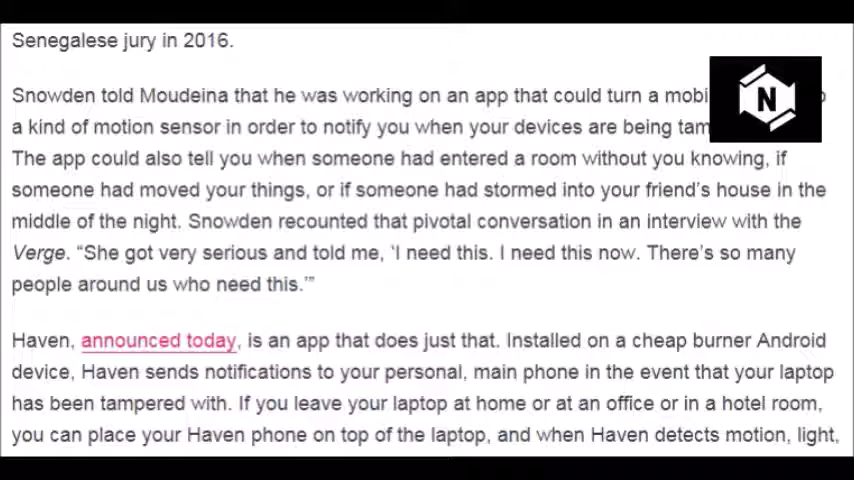 Senegalese jury in 2016.
Snowden told Moudeina that he was working on an app that could turn a mobi
a kind of motion sensor in order to notify you when your devices are being tam
The app could also tell you when someone had entered a room without you knowing, if
someone had moved your things, or if someone had stormed into your friend's house in the
middle of the night. Snowden recounted that pivotal conversation in an interview with the
Verge. “She got very serious and told me, ‘I need this. I need this now. There's so many
people around us who need this.’”
Haven, announced today, is an app that does just that. Installed on a cheap burner Android
device, Haven sends notifications to your personal, main phone in the event that your laptop
has been tampered with. If you leave your laptop at home or at an office or in a hotel room,
you can place your Haven phone on top of the laptop, and when Haven detects motion, light,
N